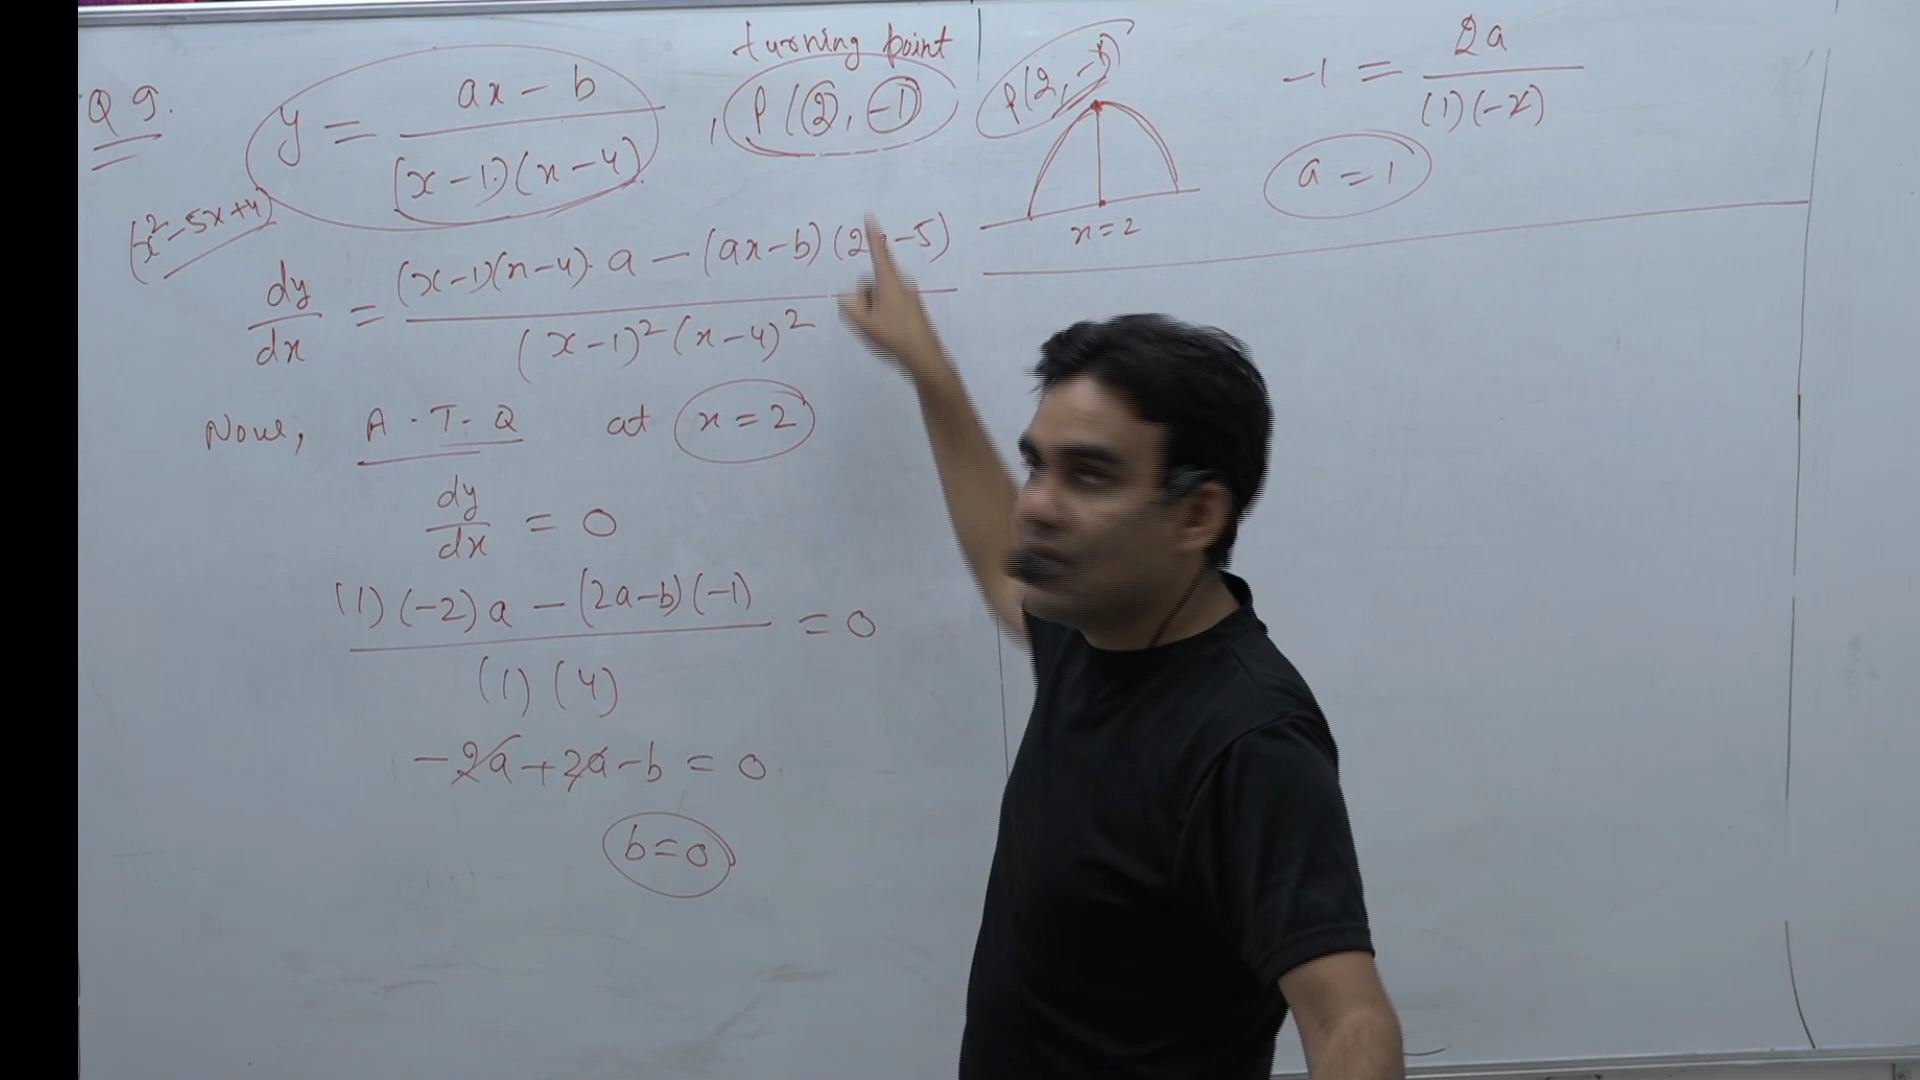 Q 9. y = ax - b / (x-1)(x-4) , turning point P(2, -1)
(x² - 5x + 4)
dy/dx = (x-1)(x-4) · a - (ax-b)(2x-5) / (x-1)² (x-4)²
Now, A.T.Q at x = 2
dy/dx = 0
(1)(-2)a - (2a-b)(-1) / (1)(4) = 0
-2a + 2a - b = 0
b = 0
P(2, -1)
x = 2
-1 = 2a / (1)(-2)
a = 1